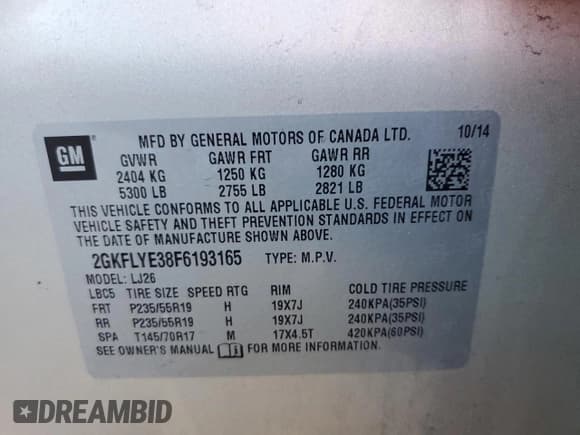 GM®
MFD BY GENERAL MOTORS OF CANADA LTD. 10/14
GVWR GAWR FRT GAWR RR
2404 KG 1250 KG 1280 KG
5300 LB 2755 LB 2821 LB
THIS VEHICLE CONFORMS TO ALL APPLICABLE U.S. FEDERAL MOTOR
VEHICLE SAFETY AND THEFT PREVENTION STANDARDS IN EFFECT ON
THE DATE OF MANUFACTURE SHOWN ABOVE.
2GKFLYE38F6193165 TYPE: M.P.V.
MODEL: LJ26
LBC5 TIRE SIZE SPEED RTG RIM COLD TIRE PRESSURE
FRT P235/55R19 H 19X7J 240KPA(35PSI)
RR P235/55R19 H 19X7J 240KPA(35PSI)
SPA T145/70R17 M 17X4.5T 420KPA(60PSI)
SEE OWNER'S MANUAL FOR MORE INFORMATION.
DREAMBID